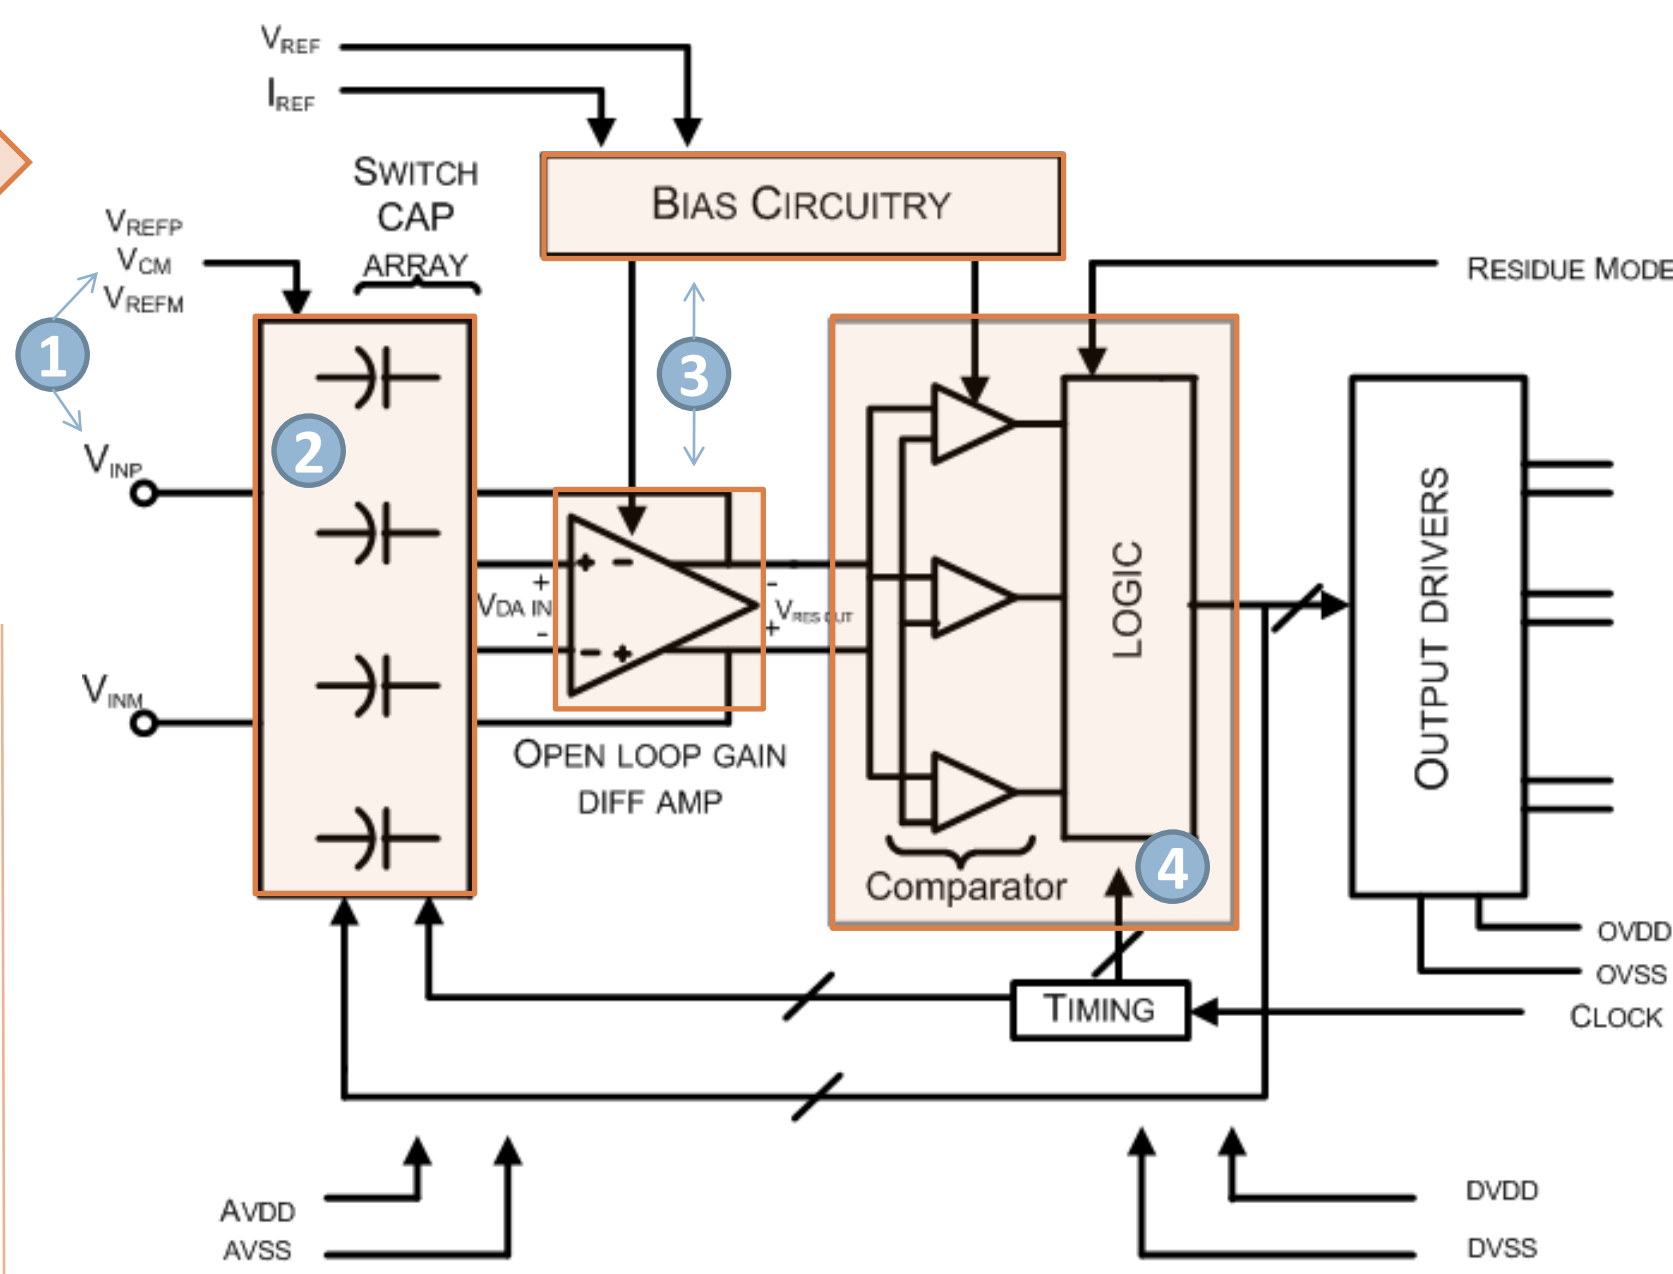 VREF
IREF
SWITCH
CAP
ARRAY
BIAS CIRCUITRY
VREFP
VCM
VREFM
RESIDUE MODE
1
3
2
VINP
+
+ -
-
VDA IN
VRES OUT
-
- +
+
VINM
LOGIC
OUTPUT DRIVERS
OPEN LOOP GAIN
DIFF AMP
Comparator
4
OVDD
OVSS
TIMING
CLOCK
AVDD
AVSS
DVDD
DVSS